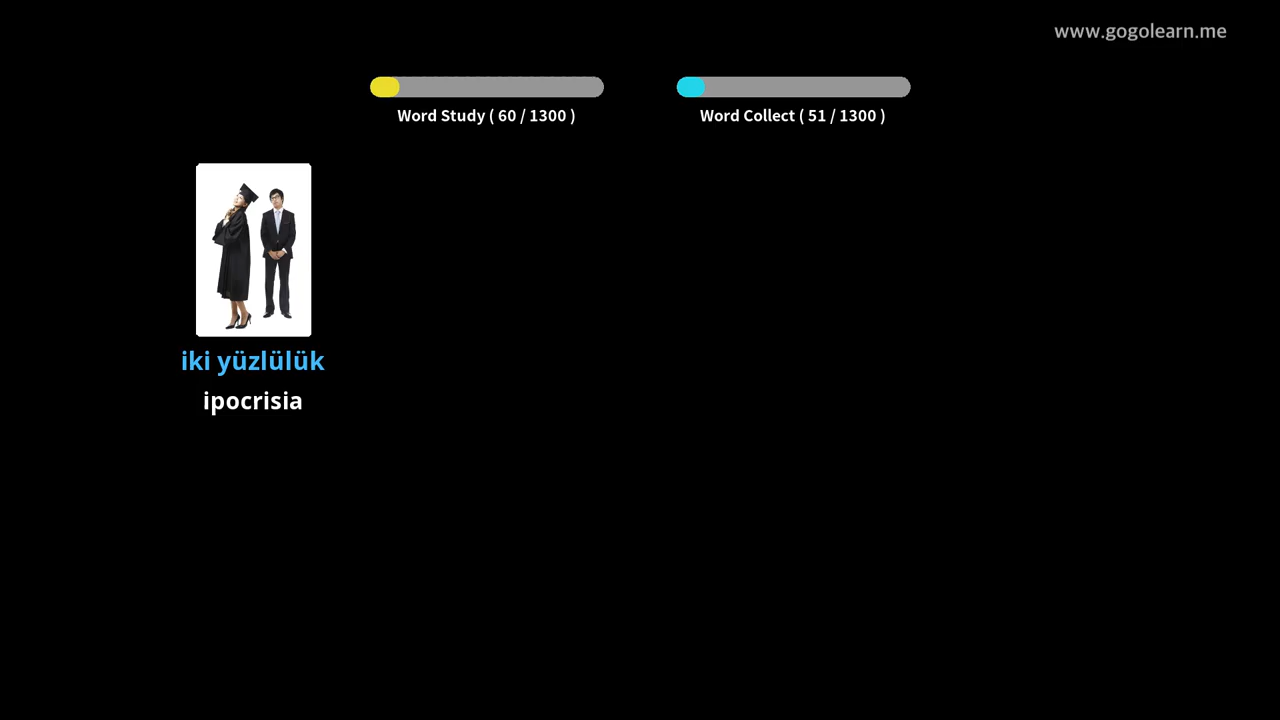 www.gogolearn.me
Word Study ( 60 / 1300 )
Word Collect ( 51 / 1300 )
iki yüzlülük
ipocrisia